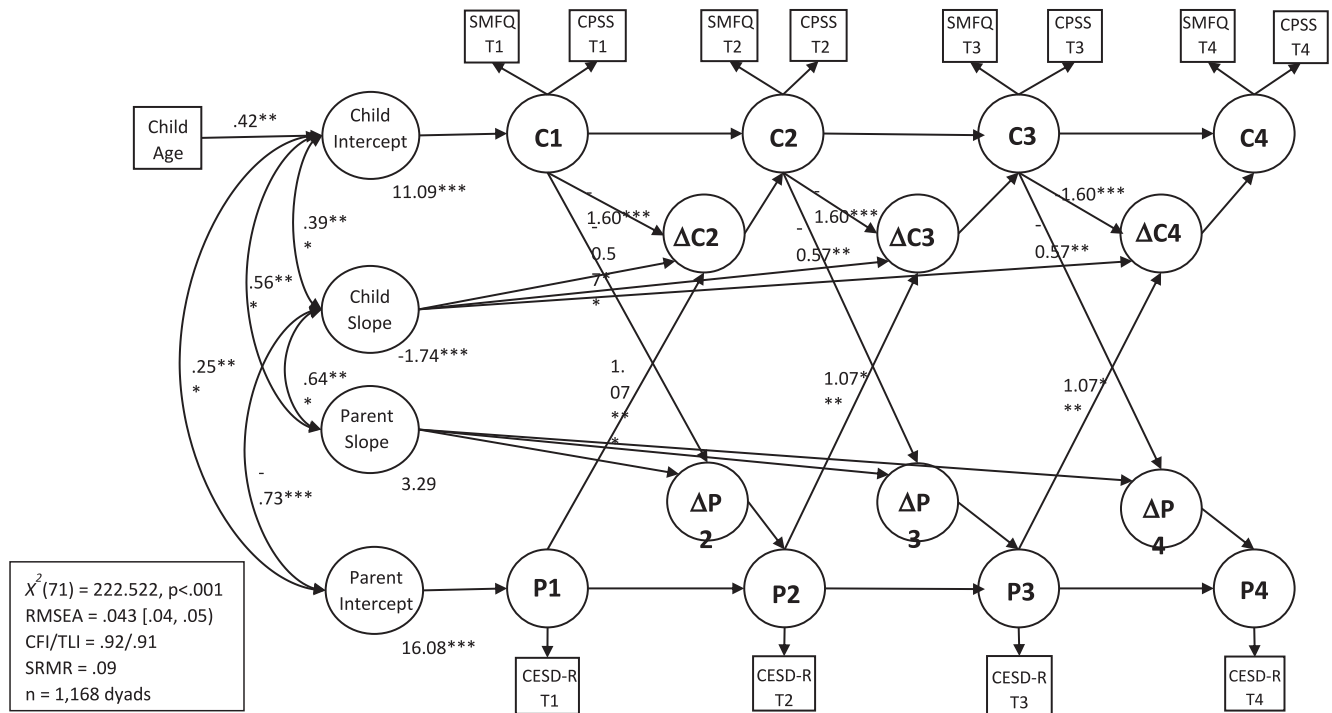 SMFQ
T1
CPSS
T1
SMFQ
T2
CPSS
T2
SMFQ
T3
CPSS
T3
SMFQ
T4
CPSS
T4
Child
Age
.42**
Child
Intercept
11.09***
C1
C2
C3
C4
-
1.60***
-
1.60***
-1.60***
ΔC2
ΔC3
ΔC4
-
0.5
7*
*
-
0.57**
-
0.57**
.39**
*
.56**
*
Child
Slope
-1.74***
.25**
*
.64**
*
1.
07
**
*
1.07*
**
1.07*
**
Parent
Slope
3.29
-
.73***
ΔP
2
ΔP
3
ΔP
4
Parent
Intercept
16.08***
P1
P2
P3
P4
CESD-R
T1
CESD-R
T2
CESD-R
T3
CESD-R
T4
X²(71) = 222.522, p<.001
RMSEA = .043 [.04, .05)
CFI/TLI = .92/.91
SRMR = .09
n = 1,168 dyads